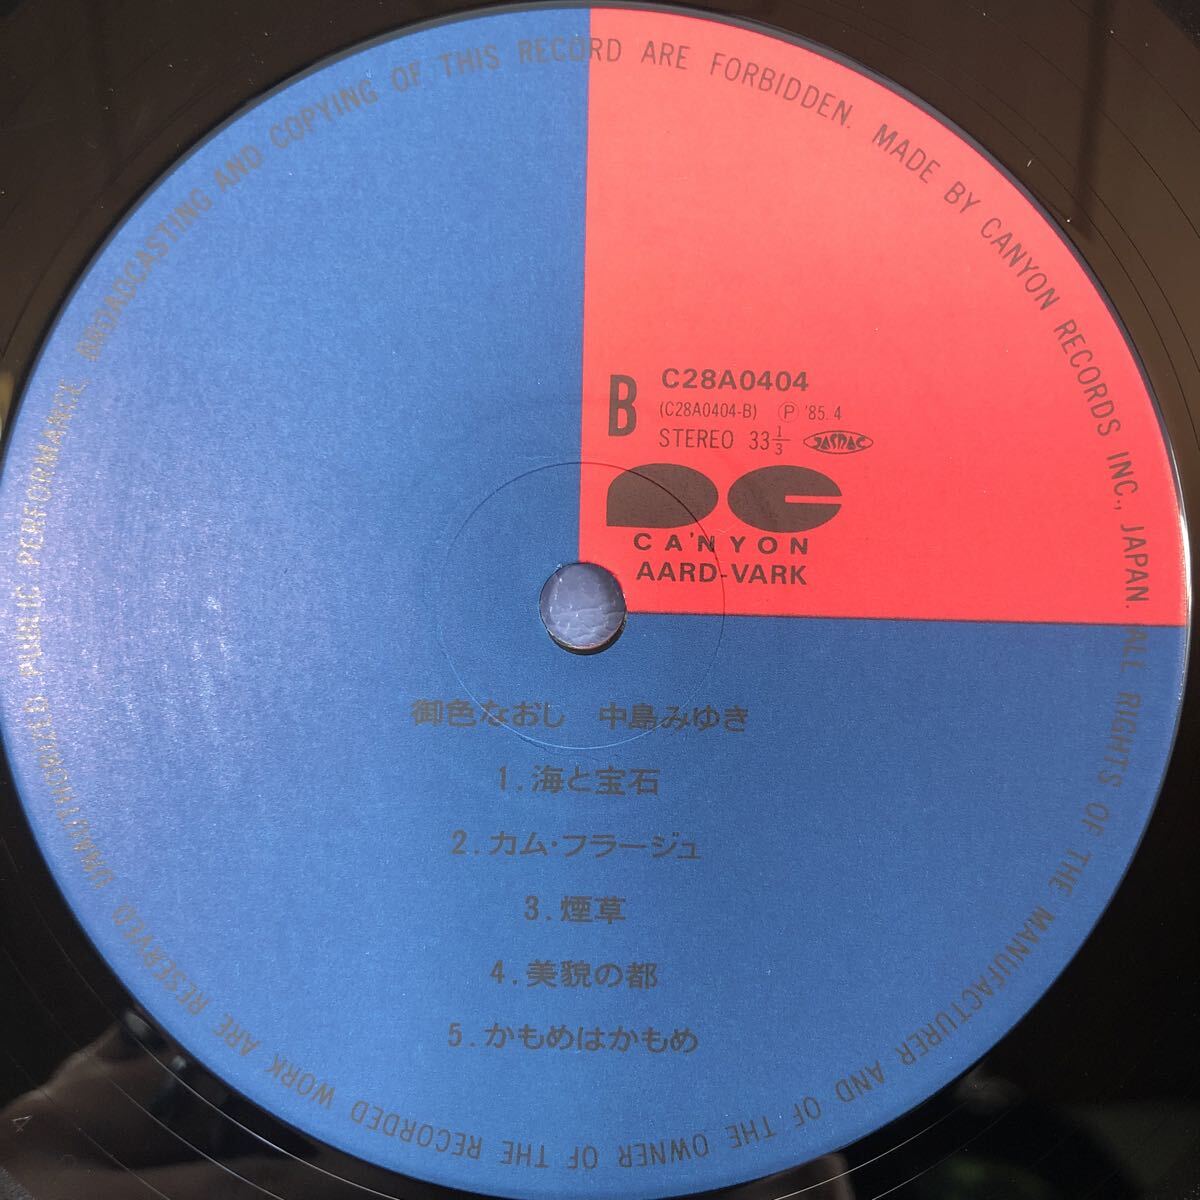 UNAUTHORIZED PUBLIC PERFORMANCE, BROADCASTING AND COPYING OF THIS RECORD ARE FORBIDDEN. MADE BY CANYON RECORDS INC., JAPAN. ALL RIGHTS OF THE MANUFACTURER AND OF THE OWNER OF THE RECORDED WORK ARE RESERVED
B
C28A0404
(C28A0404-B) Ⓟ '85.4
STEREO 33⅓ JASRAC
CA'NYON
AARD-VARK
御色なおし 中島みゆき
1.海と宝石
2.カム・フラージュ
3.煙草
4.美貌の都
5.かもめはかもめ